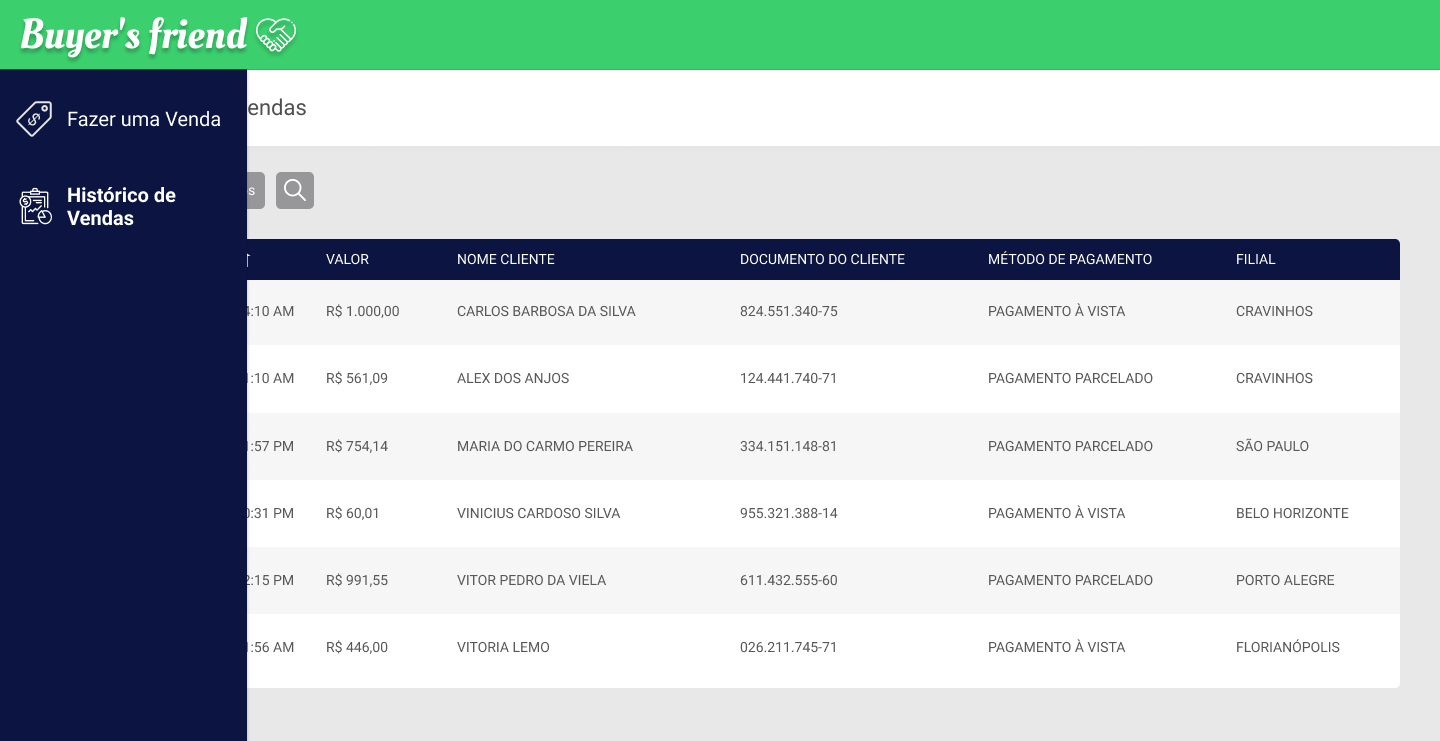 Buyer's friend
Fazer uma Venda
Histórico de
Vendas
endas
s
VALOR NOME CLIENTE DOCUMENTO DO CLIENTE MÉTODO DE PAGAMENTO FILIAL
:10 AM R$ 1.000,00 CARLOS BARBOSA DA SILVA 824.551.340-75 PAGAMENTO À VISTA CRAVINHOS
:10 AM R$ 561,09 ALEX DOS ANJOS 124.441.740-71 PAGAMENTO PARCELADO CRAVINHOS
:57 PM R$ 754,14 MARIA DO CARMO PEREIRA 334.151.148-81 PAGAMENTO PARCELADO SÃO PAULO
:31 PM R$ 60,01 VINICIUS CARDOSO SILVA 955.321.388-14 PAGAMENTO À VISTA BELO HORIZONTE
2:15 PM R$ 991,55 VITOR PEDRO DA VIELA 611.432.555-60 PAGAMENTO PARCELADO PORTO ALEGRE
:56 AM R$ 446,00 VITORIA LEMO 026.211.745-71 PAGAMENTO À VISTA FLORIANÓPOLIS